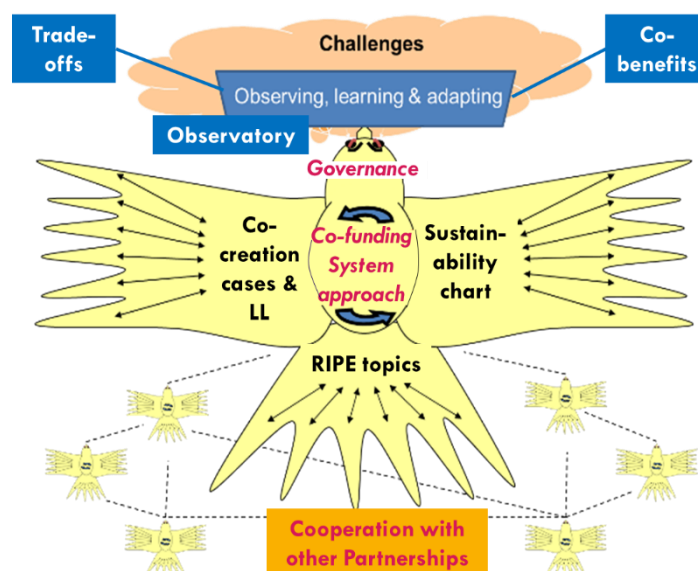 Trade-
offs
Challenges
Co-
benefits
Observing, learning & adapting
Observatory
Governance
Co-
creation
cases &
LL
Co-funding
System
approach
Sustain-
ability
chart
RIPE topics
Cooperation with
other Partnerships